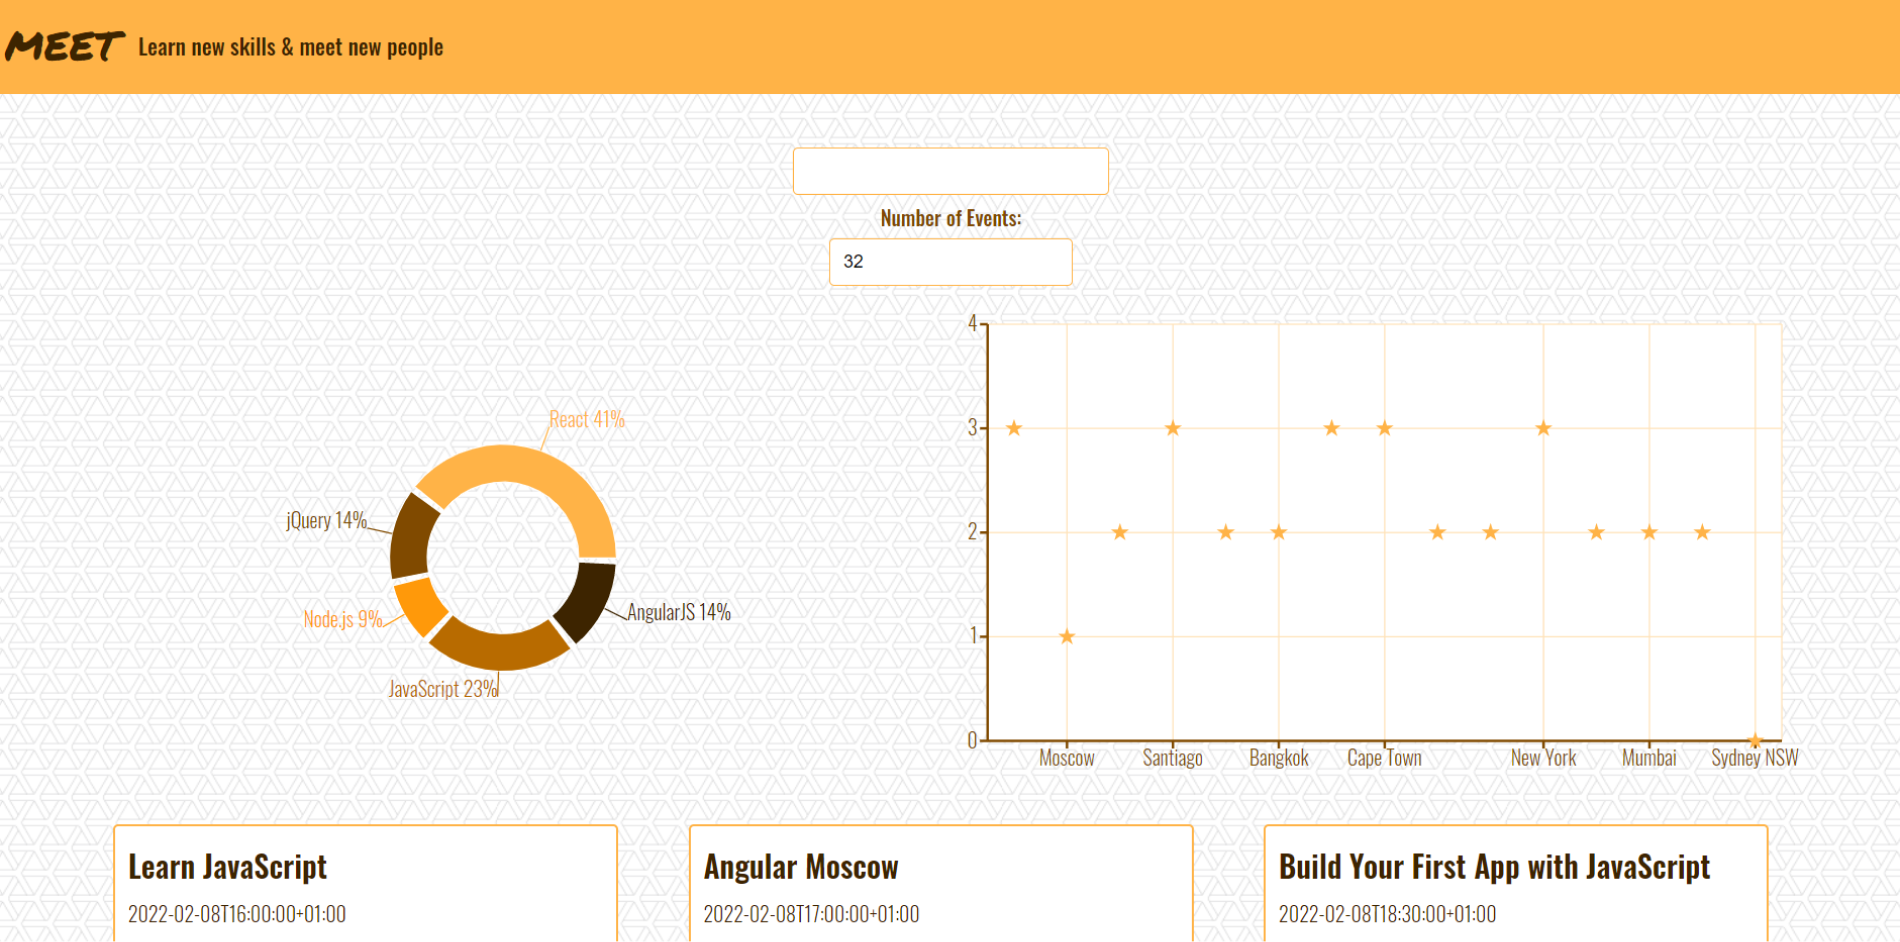 MEET Learn new skills & meet new people
Number of Events:
32
React 41%
jQuery 14%
Node.js 9%
AngularJS 14%
JavaScript 23%
4
3
2
1
0
Moscow Santiago Bangkok Cape Town New York Mumbai Sydney NSW
Learn JavaScript
2022-02-08T16:00:00+01:00
Angular Moscow
2022-02-08T17:00:00+01:00
Build Your First App with JavaScript
2022-02-08T18:30:00+01:00